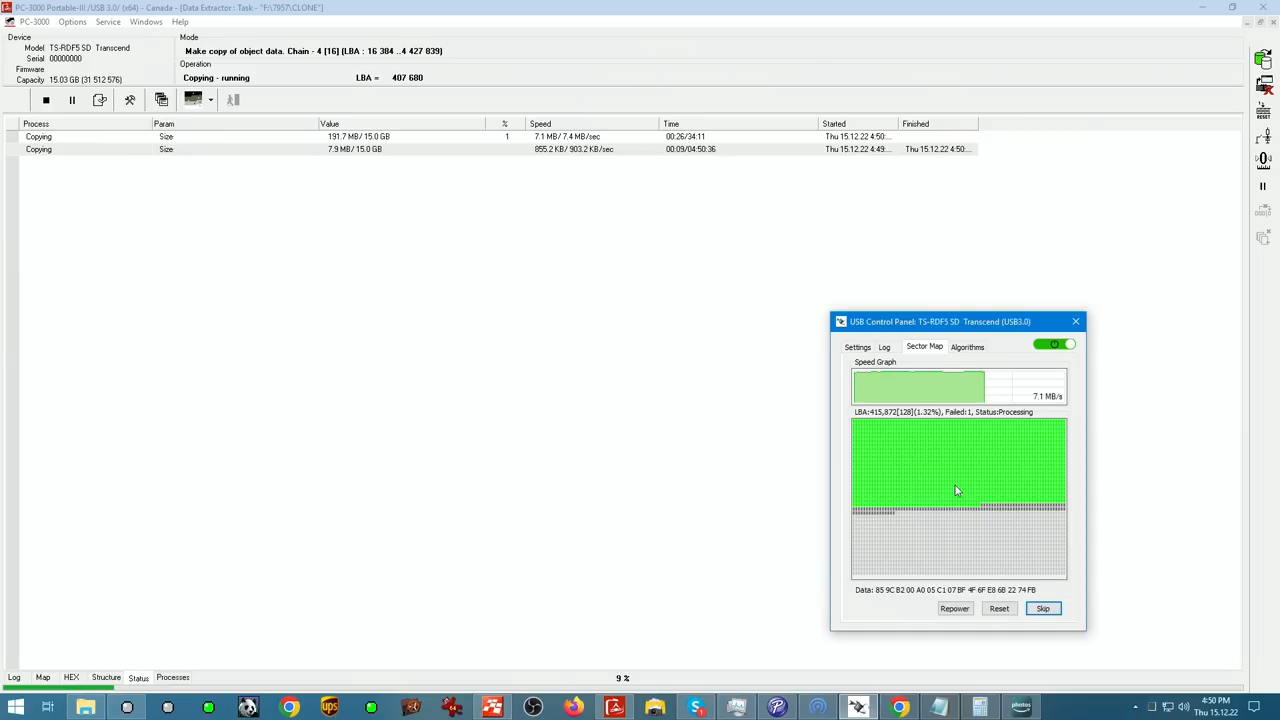 PC-3000 Portable-III /USB 3.0/ (x64) - Canada - [Data Extractor : Task - "F:\7957\CLONE"]
PC-3000 Options Service Windows Help
Device
Model TS-RDF5 SD Transcend
Serial 00000000
Firmware
Capacity 15.03 GB (31 512 576)
Mode
Make copy of object data. Chain - 4 [16] (LBA : 16 384 ..4 427 839)
Operation
Copying - running LBA = 407 680
RESET
Process Param Value % Speed Time Started Finished
Copying Size 191.7 MB/ 15.0 GB 1 7.1 MB/ 7.4 MB/sec 00:26/34:11 Thu 15.12.22 4:50:...
Copying Size 7.9 MB/ 15.0 GB 855.2 KB/ 903.2 KB/sec 00:09/04:50:36 Thu 15.12.22 4:49:... Thu 15.12.22 4:50:...
USB Control Panel: TS-RDF5 SD Transcend (USB3.0)
Settings Log Sector Map Algorithms
Speed Graph
7.1 MB/s
LBA:415,872[128](1.32%), Failed:1, Status:Processing
Data: 85 9C B2 00 A0 05 C1 07 BF 4F 6F E8 6B 22 74 FB
Repower Reset Skip
Log Map HEX Structure Status Processes
9 %
ups
photos
4:50 PM
Thu 15.12.22